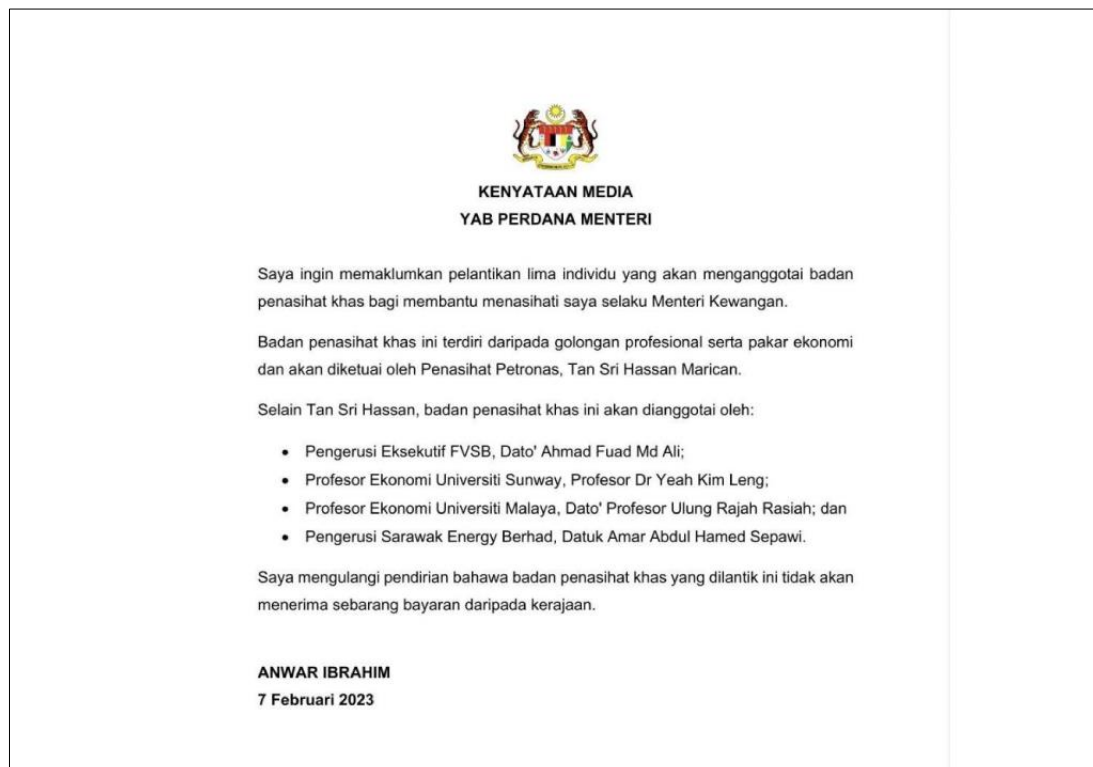 KENYATAAN MEDIA
YAB PERDANA MENTERI
Saya ingin memaklumkan pelantikan lima individu yang akan menganggotai badan
penasihat khas bagi membantu menasihati saya selaku Menteri Kewangan.
Badan penasihat khas ini terdiri daripada golongan profesional serta pakar ekonomi
dan akan diketuai oleh Penasihat Petronas, Tan Sri Hassan Marican.
Selain Tan Sri Hassan, badan penasihat khas ini akan dianggotai oleh:
• Pengerusi Eksekutif FVSB, Dato' Ahmad Fuad Md Ali;
• Profesor Ekonomi Universiti Sunway, Profesor Dr Yeah Kim Leng;
• Profesor Ekonomi Universiti Malaya, Dato' Profesor Ulung Rajah Rasiah; dan
• Pengerusi Sarawak Energy Berhad, Datuk Amar Abdul Hamed Sepawi.
Saya mengulangi pendirian bahawa badan penasihat khas yang dilantik ini tidak akan
menerima sebarang bayaran daripada kerajaan.
ANWAR IBRAHIM
7 Februari 2023